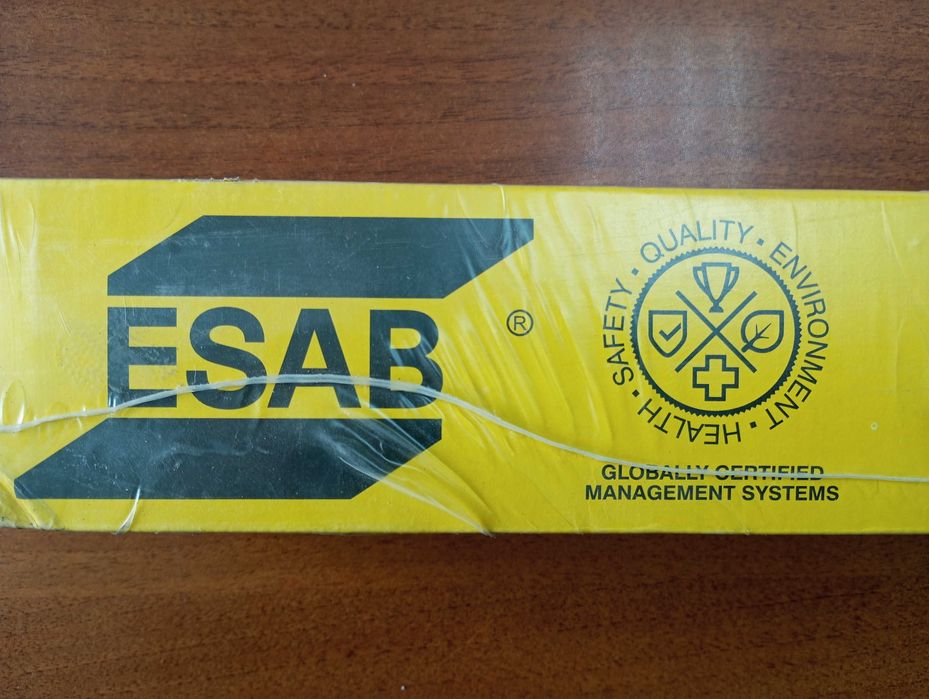 ESAB®
SAFETY • QUALITY • ENVIRONMENT • HEALTH •
GLOBALLY CERTIFIED
MANAGEMENT SYSTEMS